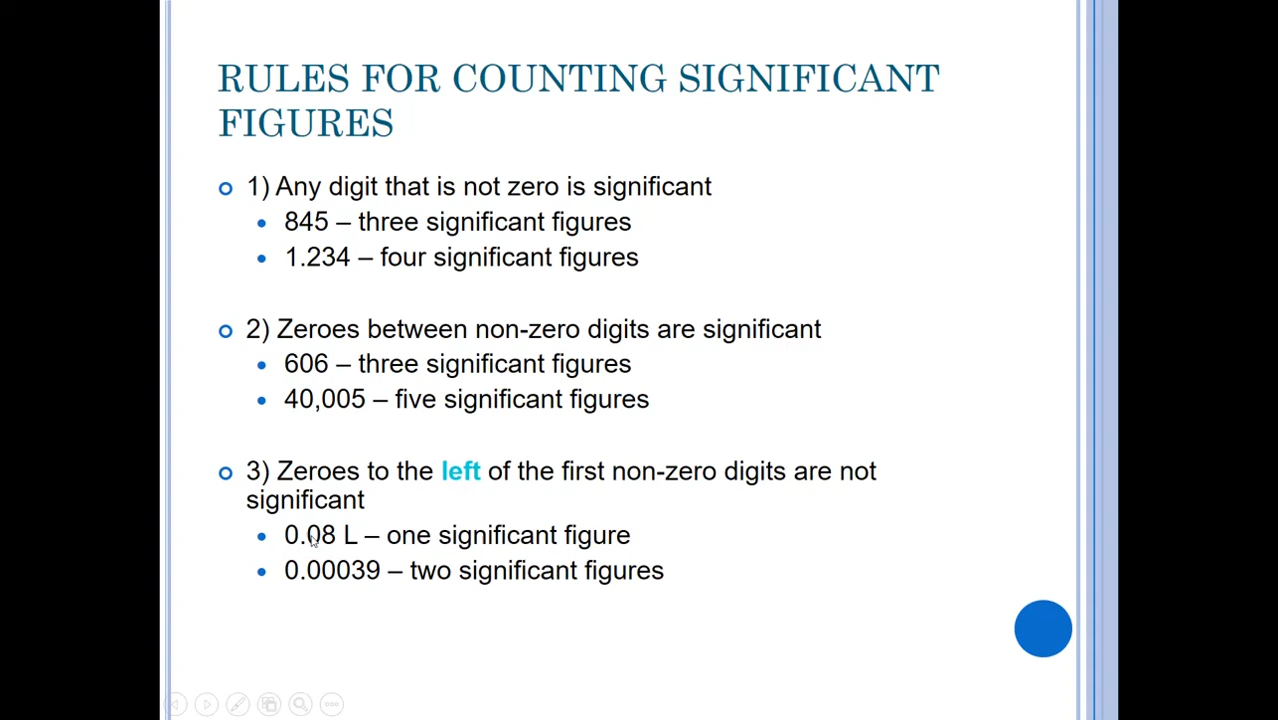 RULES FOR COUNTING SIGNIFICANT
FIGURES
1) Any digit that is not zero is significant
845 – three significant figures
1.234 – four significant figures
2) Zeroes between non-zero digits are significant
606 – three significant figures
40,005 – five significant figures
3) Zeroes to the left of the first non-zero digits are not
significant
0.08 L – one significant figure
0.00039 – two significant figures